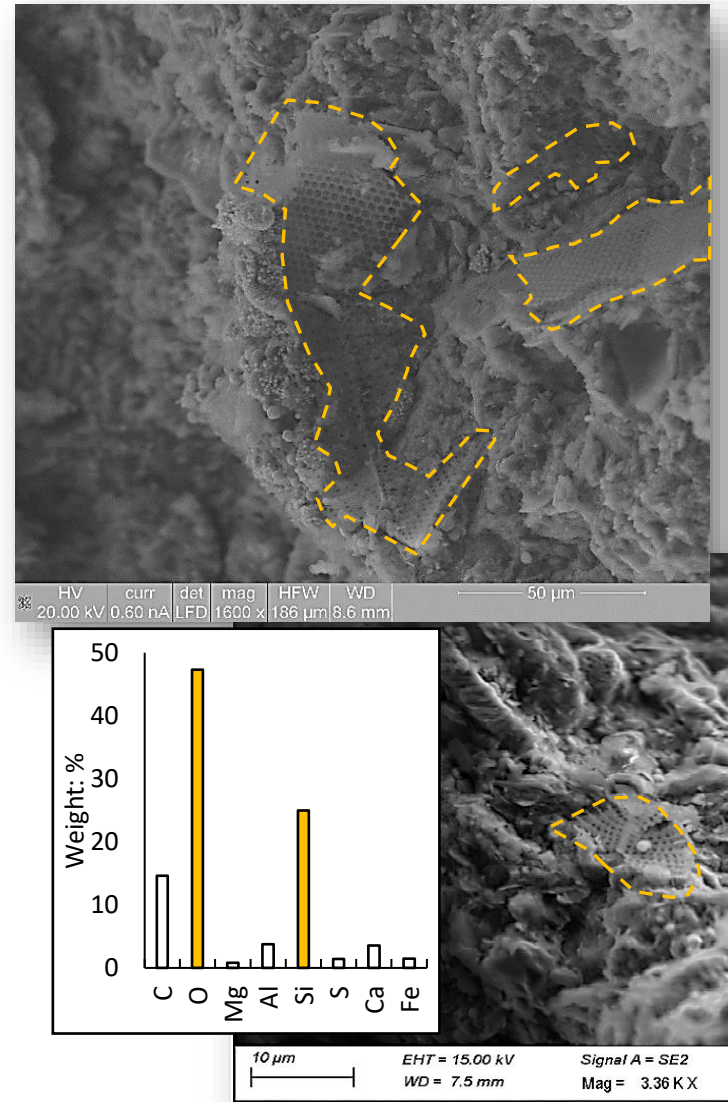 HV curr det mag HFW WD
20.00 kV 0.60 nA LFD 1600 x 186 µm 8.6 mm
50 µm
50
40
30
20
10
0
Weight: %
C O Mg Al Si S Ca Fe
10 µm
EHT = 15.00 kV Signal A = SE2
WD = 7.5 mm Mag = 3.36 K X